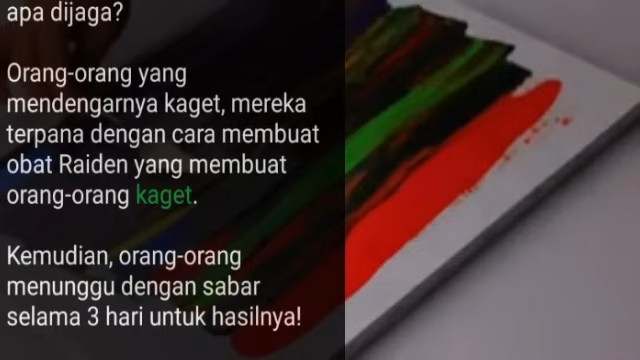 apa dijaga?
Orang-orang yang
mendengarnya kaget, mereka
terpana dengan cara membuat
obat Raiden yang membuat
orang-orang kaget.
Kemudian, orang-orang
menunggu dengan sabar
selama 3 hari untuk hasilnya!